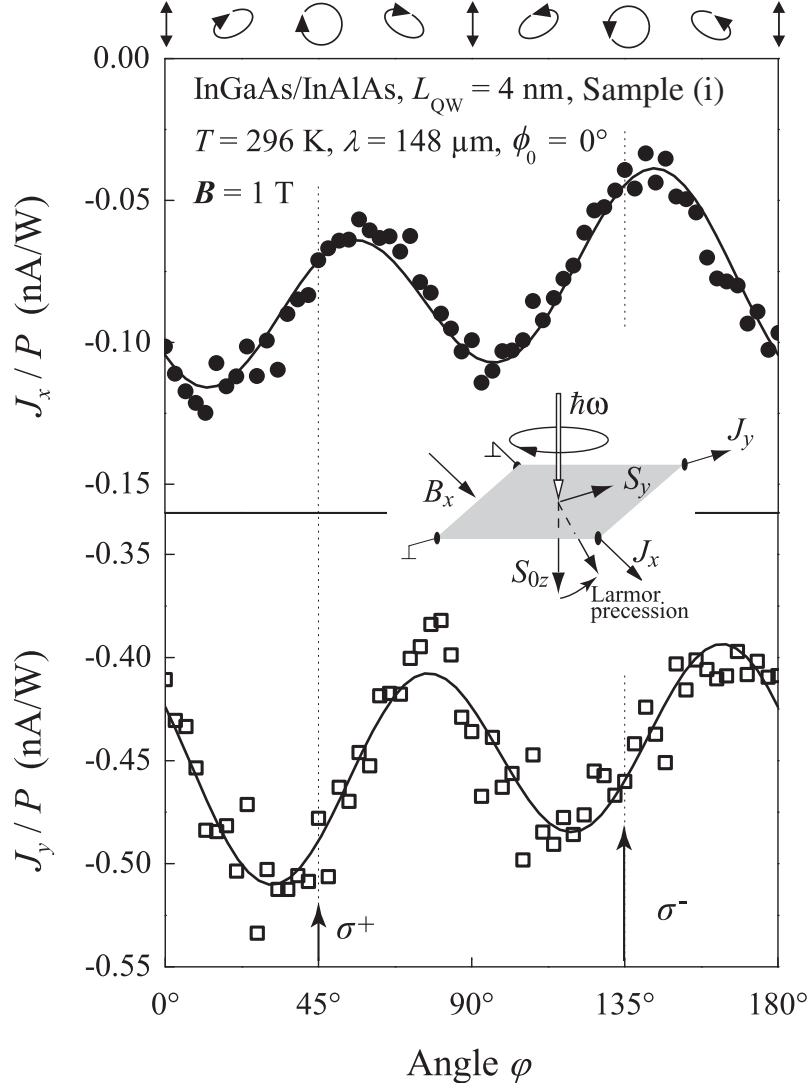 0.00
InGaAs/InAlAs, L_QW = 4 nm, Sample (i)
T = 296 K, λ = 148 μm, ϕ_0 = 0°
B = 1 T
-0.05
-0.10
-0.15
J_x / P (nA/W)
ħω
J_y
⊥
B_x
S_y
⊥
S_0z
J_x
Larmor
precession
-0.35
-0.40
-0.45
-0.50
-0.55
J_y / P (nA/W)
σ+
σ-
0° 45° 90° 135° 180°
Angle φ